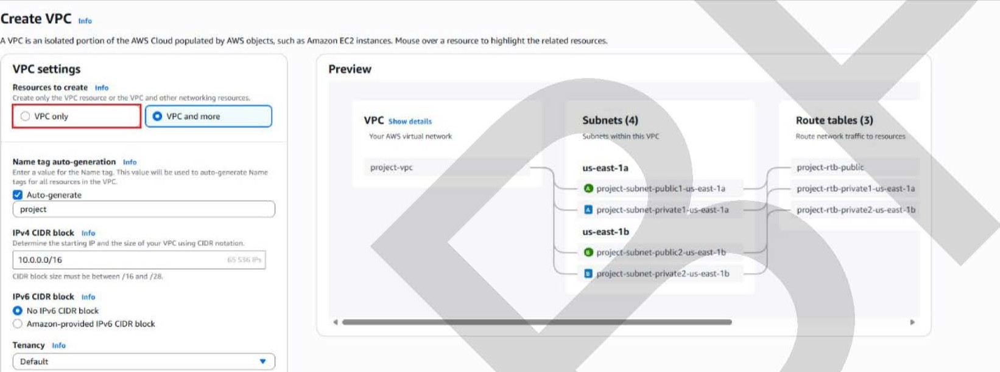 Create VPC Info
A VPC is an isolated portion of the AWS Cloud populated by AWS objects, such as Amazon EC2 instances. Mouse over a resource to highlight the related resources.
VPC settings
Resources to create Info
Create only the VPC resource or the VPC and other networking resources.
VPC only
VPC and more
Name tag auto-generation Info
Enter a value for the Name tag. This value will be used to auto-generate Name
tags for all resources in the VPC.
Auto-generate
project
IPv4 CIDR block Info
Determine the starting IP and the size of your VPC using CIDR notation.
10.0.0.0/16 65 536 IPs
CIDR block size must be between /16 and /28.
IPv6 CIDR block Info
No IPv6 CIDR block
Amazon-provided IPv6 CIDR block
Tenancy Info
Default
Preview
VPC Show details
Your AWS virtual network
project-vpc
Subnets (4)
Subnets within this VPC
us-east-1a
A project-subnet-public1-us-east-1a
A project-subnet-private1-us-east-1a
us-east-1b
B project-subnet-public2-us-east-1b
B project-subnet-private2-us-east-1b
Route tables (3)
Route network traffic to resources
project-rtb-public
project-rtb-private1-us-east-1a
project-rtb-private2-us-east-1b